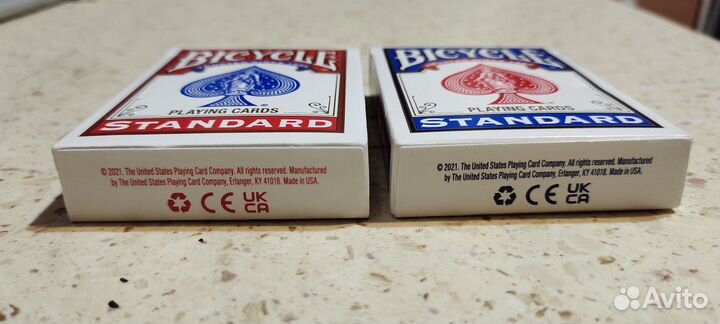 BICYCLE
PLAYING CARDS
®
STANDARD
© 2021. The United States Playing Card Company. All rights reserved. Manufactured
by The United States Playing Card Company, Erlanger, KY 41018. Made in USA.
CE UK
CA
BICYCLE
PLAYING CARDS
STANDARD
© 2021. The United States Playing Card Company. All rights reserved. Manufactured
by The United States Playing Card Company, Erlanger, KY 41018. Made in USA.
CE UK
CA
Avito